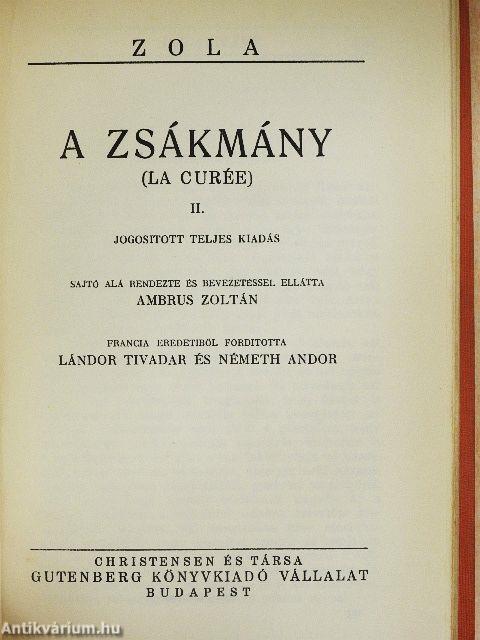 ZOLA
A ZSÁKMÁNY
(LA CURÉE)
II.
JOGOSITOTT TELJES KIADÁS
SAJTÓ ALÁ RENDEZTE ÉS BEVEZETÉSSEL ELLÁTTA
AMBRUS ZOLTÁN
FRANCIA EREDETIBŐL FORDITOTTA
LÁNDOR TIVADAR ÉS NÉMETH ANDOR
CHRISTENSEN ÉS TÁRSA
GUTENBERG KÖNYVKIADÓ VÁLLALAT
BUDAPEST
Antikvárium.hu